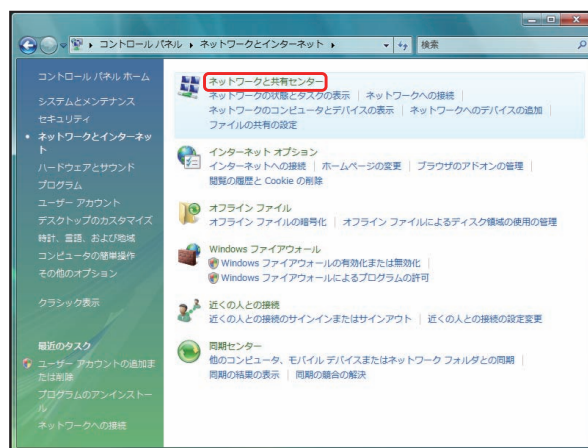 コントロール パネル ▸ ネットワークとインターネット ▸
検索
コントロール パネル ホーム
システムとメンテナンス
セキュリティ
ネットワークとインターネッ
ト
ハードウェアとサウンド
プログラム
ユーザー アカウント
デスクトップのカスタマイズ
時計、言語、および地域
コンピュータの簡単操作
その他のオプション
クラシック表示
最近のタスク
ユーザー アカウントの追加ま
たは削除
プログラムのアンインストー
ル
ネットワークへの接続
ネットワークと共有センター
ネットワークの状態とタスクの表示 | ネットワークへの接続
ネットワークのコンピュータとデバイスの表示 | ネットワークへのデバイスの追加
ファイルの共有の設定
インターネット オプション
インターネットへの接続 | ホームページの変更 | ブラウザのアドオンの管理
閲覧の履歴と Cookie の削除
オフライン ファイル
オフライン ファイルの暗号化 | オフライン ファイルによるディスク領域の使用の管理
Windows ファイアウォール
Windows ファイアウォールの有効化または無効化
Windows ファイアウォールによるプログラムの許可
近くの人との接続
近くの人との接続のサインインまたはサインアウト | 近くの人との接続の設定変更
同期センター
他のコンピュータ、モバイル デバイスまたはネットワーク フォルダとの同期
同期の結果の表示 | 同期の競合の解決